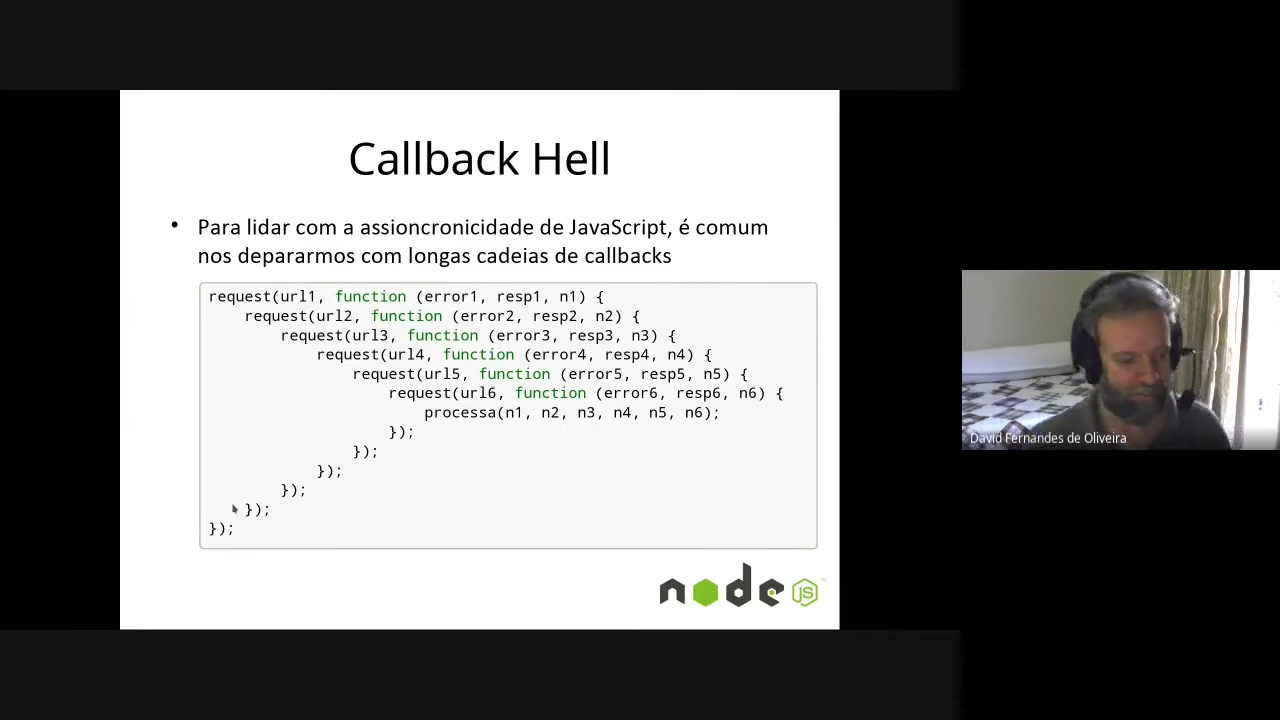 Callback Hell
• Para lidar com a assioncronicidade de JavaScript, é comum
nos depararmos com longas cadeias de callbacks
request(url1, function (error1, resp1, n1) {
    request(url2, function (error2, resp2, n2) {
        request(url3, function (error3, resp3, n3) {
            request(url4, function (error4, resp4, n4) {
                request(url5, function (error5, resp5, n5) {
                    request(url6, function (error6, resp6, n6) {
                        processa(n1, n2, n3, n4, n5, n6);
                    });
                });
            });
        });
    });
});
node JS
David Fernandes de Oliveira